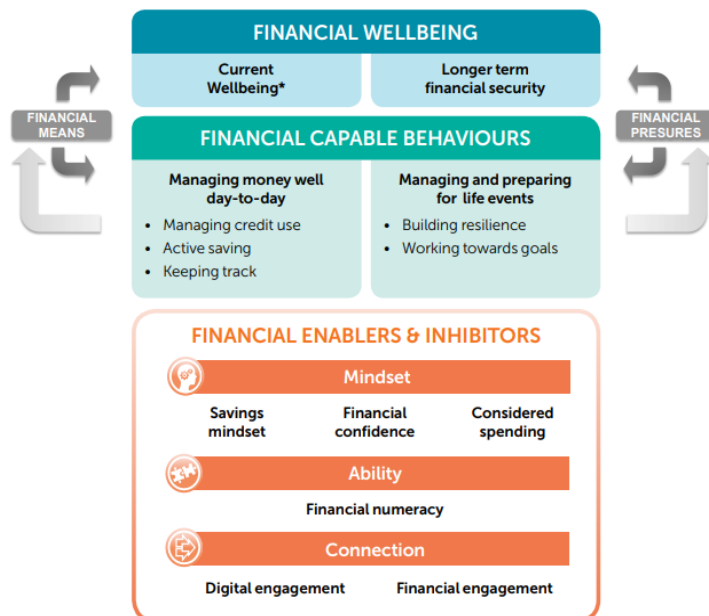 FINANCIAL WELLBEING
Current
Wellbeing*
Longer term
financial security
FINANCIAL
MEANS
FINANCIAL
PRESURES
FINANCIAL CAPABLE BEHAVIOURS
Managing money well
day-to-day
• Managing credit use
• Active saving
• Keeping track
Managing and preparing
for life events
• Building resilience
• Working towards goals
FINANCIAL ENABLERS & INHIBITORS
Mindset
Savings
mindset
Financial
confidence
Considered
spending
Ability
Financial numeracy
Connection
Digital engagement
Financial engagement